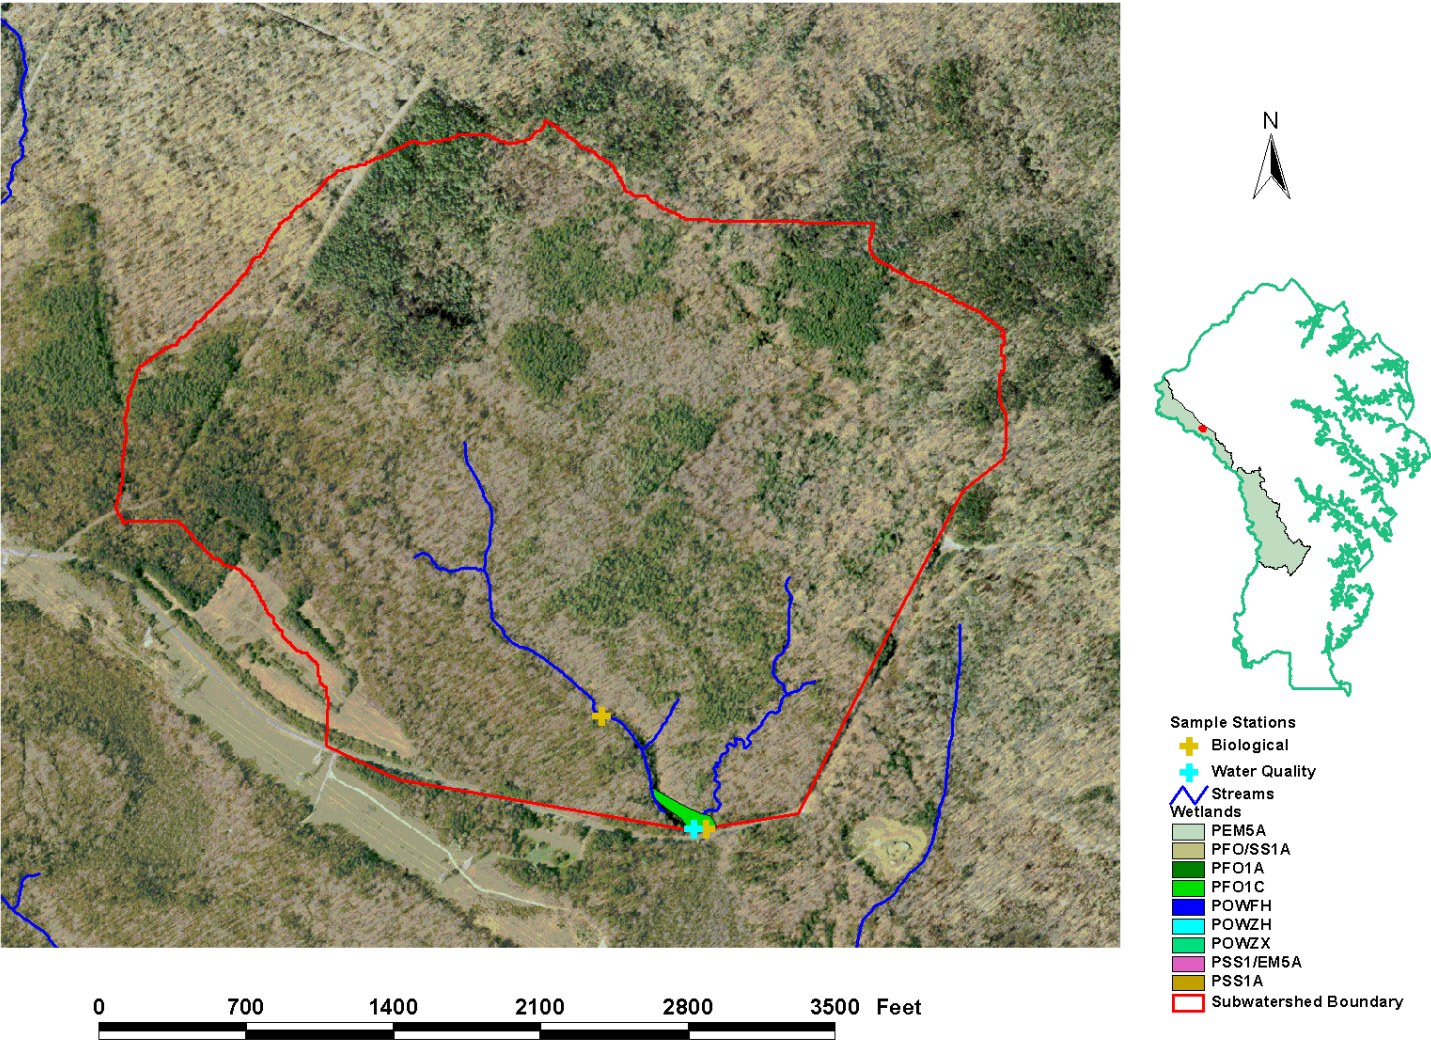 N
Sample Stations
Biological
Water Quality
Streams
Wetlands
PEM5A
PFO/SS1A
PFO1A
PFO1C
POWFH
POWZH
POWZX
PSS1/EM5A
PSS1A
Subwatershed Boundary
0 700 1400 2100 2800 3500 Feet